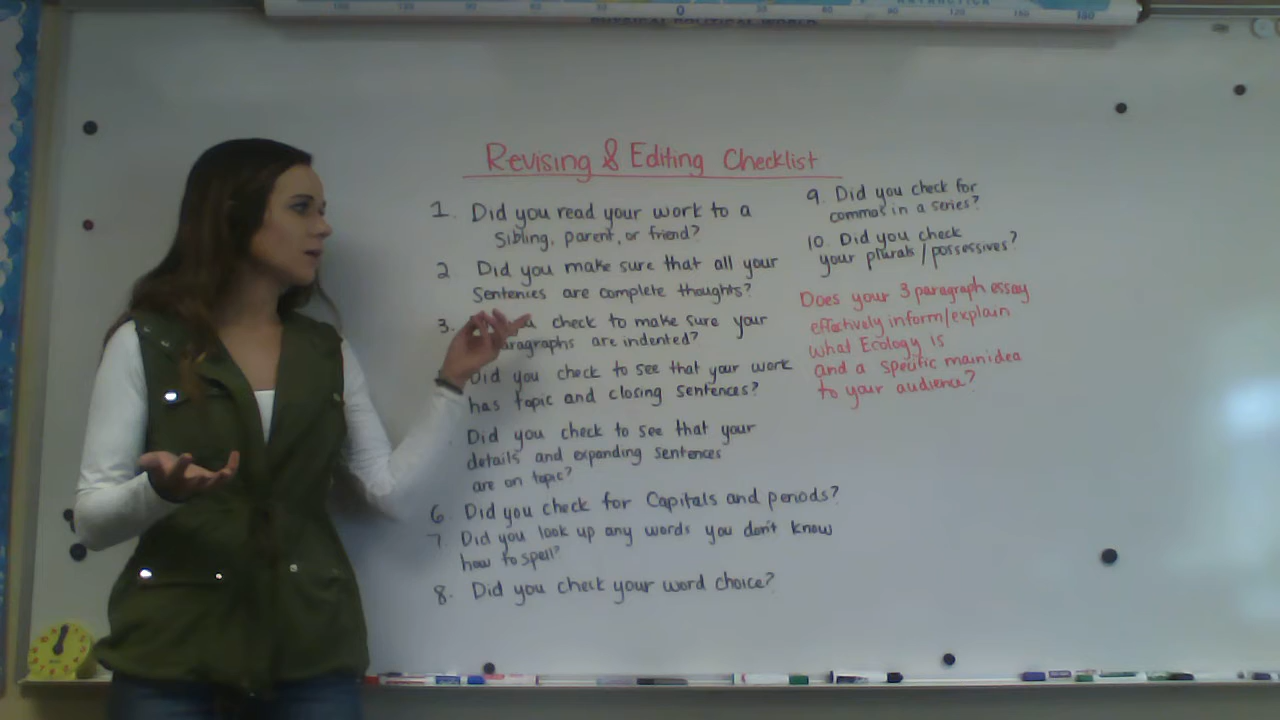 PHYSICAL POLITICAL WORLD
ANTARCTICA
Revising & Editing Checklist
1. Did you read your work to a
Sibling, parent, or friend?
2 Did you make sure that all your
Sentences are complete thoughts?
3. check to make sure your
are indented?
Did you check to see that your work
has topic and closing Sentences?
Did you check to see that your
details and expanding sentences
are on topic?
6. Did you check for Capitals and periods?
7. Did you look up any words you don't know
how to spell?
8. Did you check your word choice?
9. Did you check for
commas in a series?
10. Did you check
your plurals/possessives?
Does your 3 paragraph essay
effectively inform/explain
what Ecology is
and a specific main idea
to your audience?